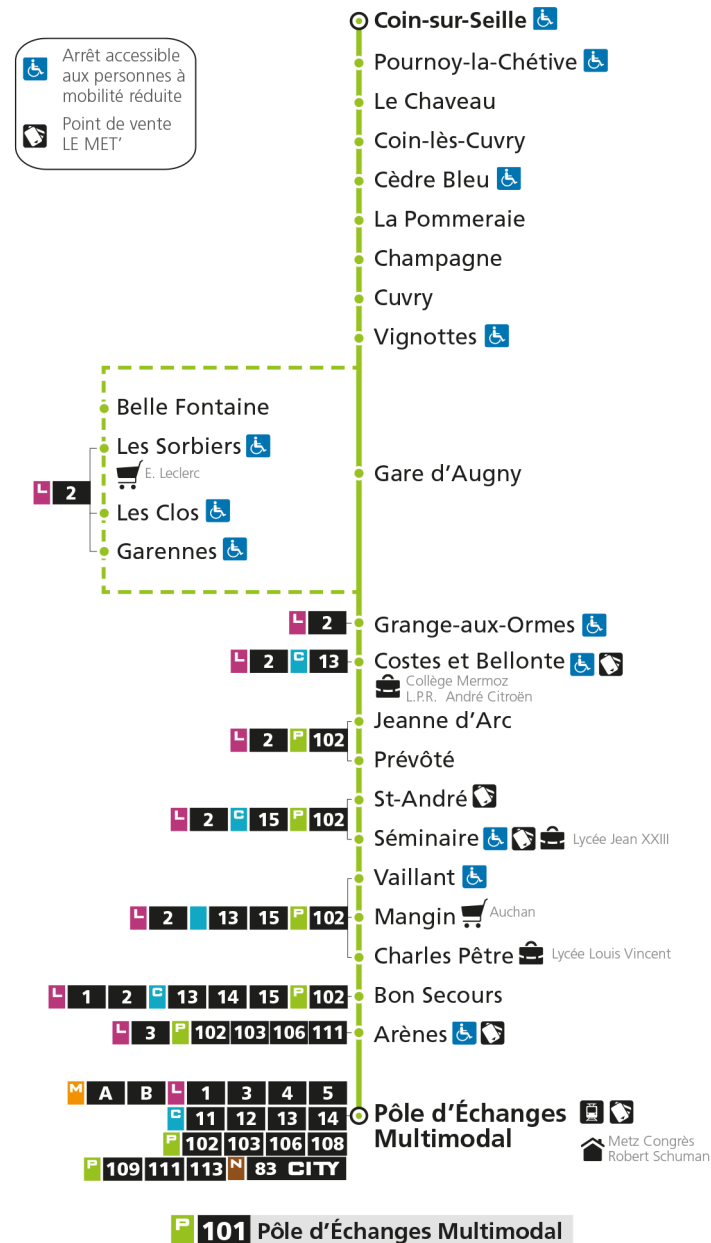 Coin-sur-Seille
Arrêt accessible
aux personnes à
mobilité réduite
Point de vente
LE MET’
Pournoy-la-Chétive
Le Chaveau
Coin-lès-Cuvry
Cèdre Bleu
La Pommeraie
Champagne
Cuvry
Vignottes
Belle Fontaine
Les Sorbiers
E. Leclerc
L 2
Les Clos
Garennes
Gare d’Augny
L 2 Grange-aux-Ormes
L 2 C 13 Costes et Bellonte
Collège Mermoz
L.P.R. André Citroën
Jeanne d’Arc
L 2 P 102
Prévôté
St-André
L 2 C 15 P 102
Séminaire Lycée Jean XXIII
Vaillant
L 2 13 15 P 102 Mangin Auchan
Charles Pêtre Lycée Louis Vincent
L 1 2 C 13 14 15 P 102 Bon Secours
L 3 P 102 103 106 111 Arènes
M A B L 1 3 4 5
C 11 12 13 14
P 102 103 106 108
P 109 111 113 N 83 CITY
Pôle d’Échanges
Multimodal
Metz Congrès
Robert Schuman
P 101 Pôle d’Échanges Multimodal